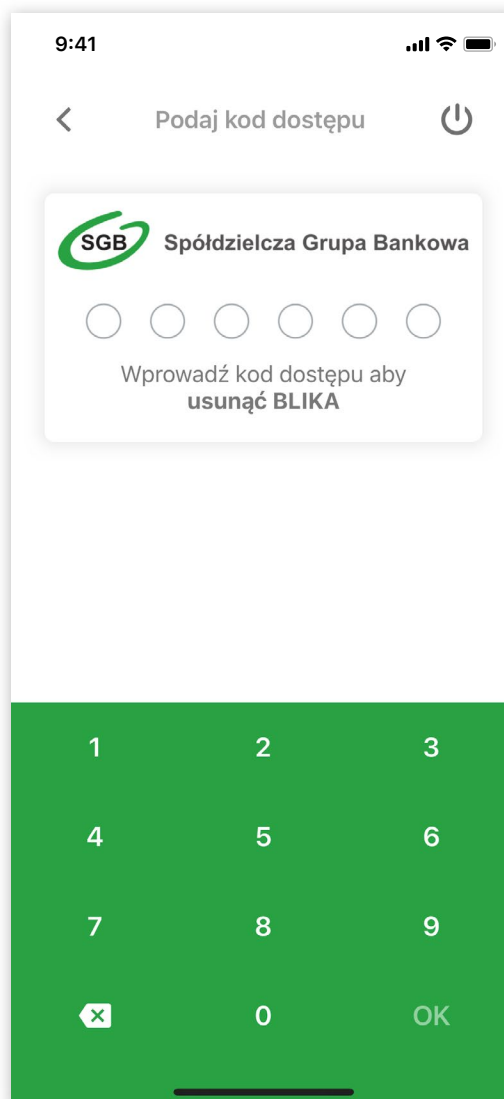 9:41
Podaj kod dostępu
SGB Spółdzielcza Grupa Bankowa
Wprowadź kod dostępu aby
usunąć BLIKA
1 2 3
4 5 6
7 8 9
0 OK